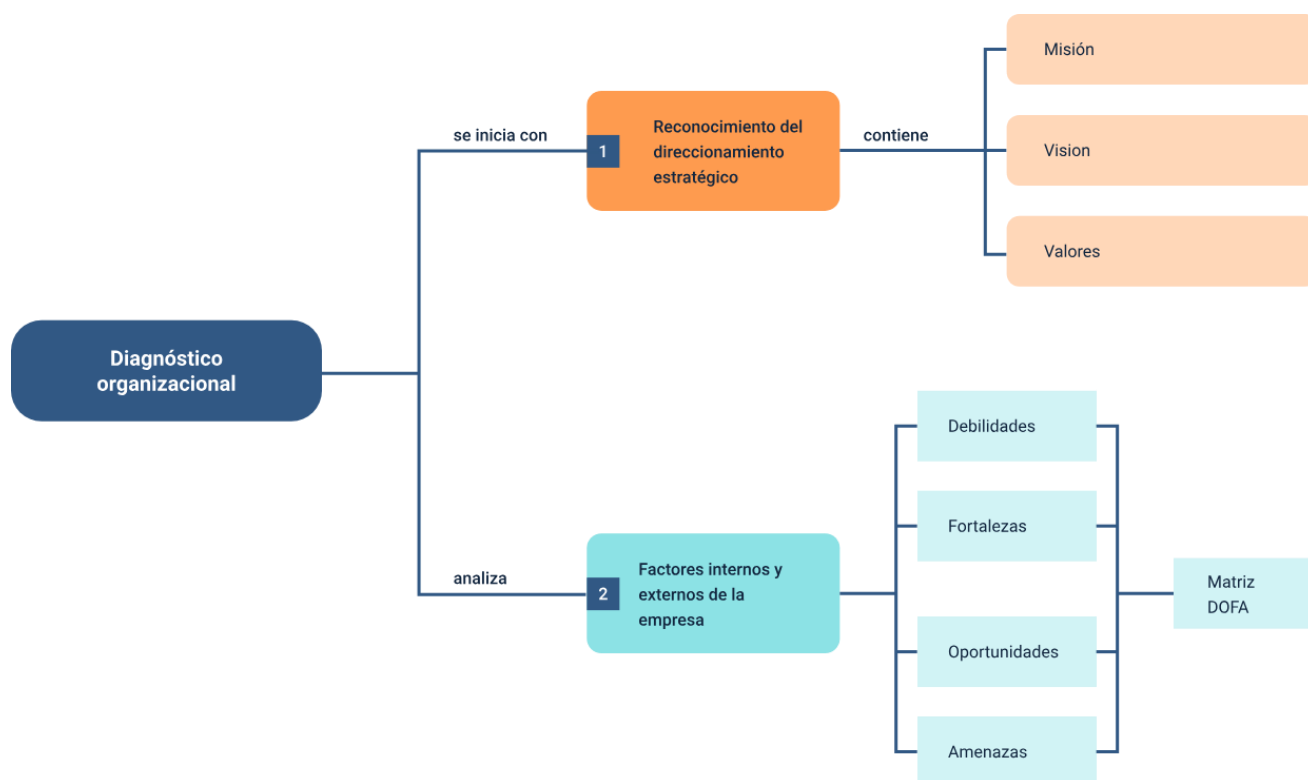 Misión
se inicia con
1
Reconocimiento del
direccionamiento
estratégico
contiene
Vision
Valores
Diagnóstico
organizacional
analiza
2
Factores internos y
externos de la
empresa
Debilidades
Fortalezas
Oportunidades
Amenazas
Matriz
DOFA